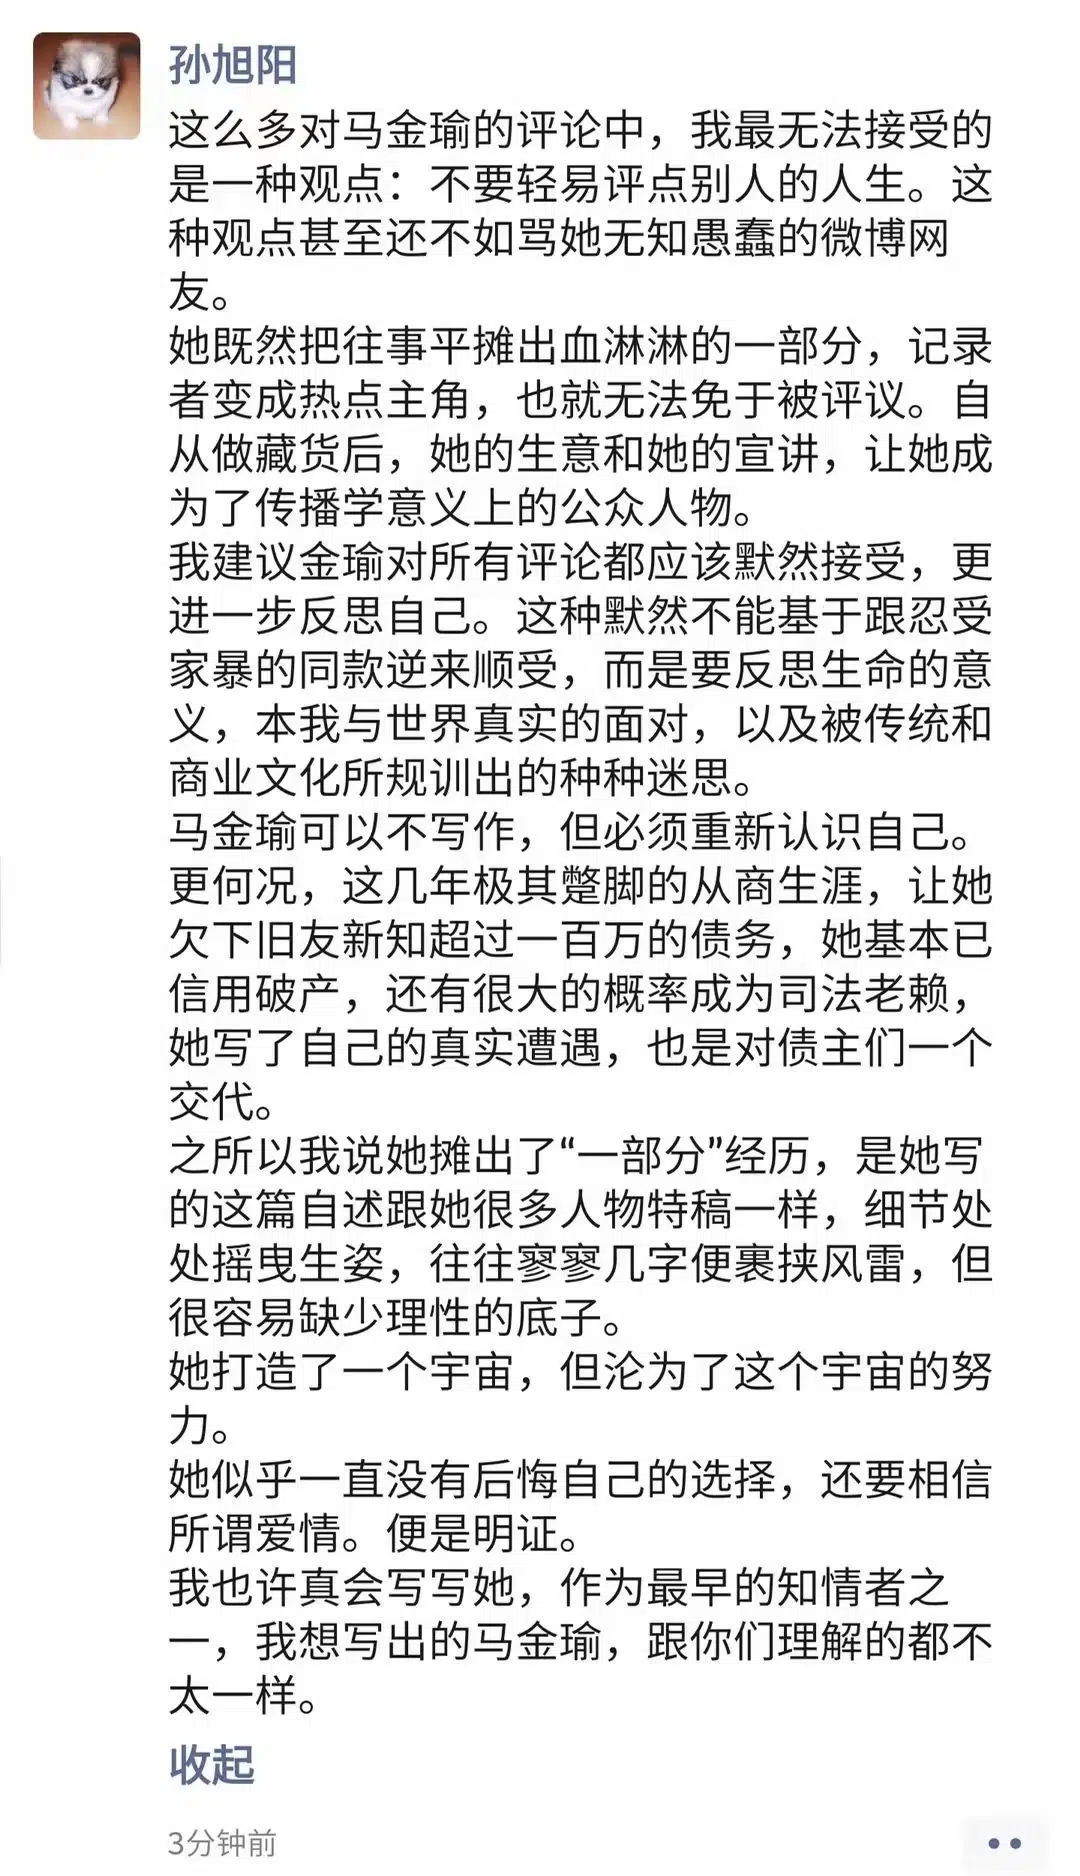 孙旭阳
这么多对马金瑜的评论中，我最无法接受的
是一种观点：不要轻易评点别人的人生。这
种观点甚至还不如骂她无知愚蠢的微博网
友。
她既然把往事平摊出血淋淋的一部分，记录
者变成热点主角，也就无法免于被评议。自
从做藏货后，她的生意和她的宣讲，让她成
为了传播学意义上的公众人物。
我建议金瑜对所有评论都应该默然接受，更
进一步反思自己。这种默然不能基于跟忍受
家暴的同款逆来顺受，而是要反思生命的意
义，本我与世界真实的面对，以及被传统和
商业文化所规训出的种种迷思。
马金瑜可以不写作，但必须重新认识自己。
更何况，这几年极其蹩脚的从商生涯，让她
欠下旧友新知超过一百万的债务，她基本已
信用破产，还有很大的概率成为司法老赖，
她写了自己的真实遭遇，也是对债主们一个
交代。
之所以我说她摊出了“一部分”经历，是她写
的这篇自述跟她很多人物特稿一样，细节处
处摇曳生姿，往往寥寥几字便裹挟风雷，但
很容易缺少理性的底子。
她打造了一个宇宙，但沦为了这个宇宙的努
力。
她似乎一直没有后悔自己的选择，还要相信
所谓爱情。便是明证。
我也许真会写写她，作为最早的知情者之
一，我想写出的马金瑜，跟你们理解的都不
太一样。
收起
3分钟前